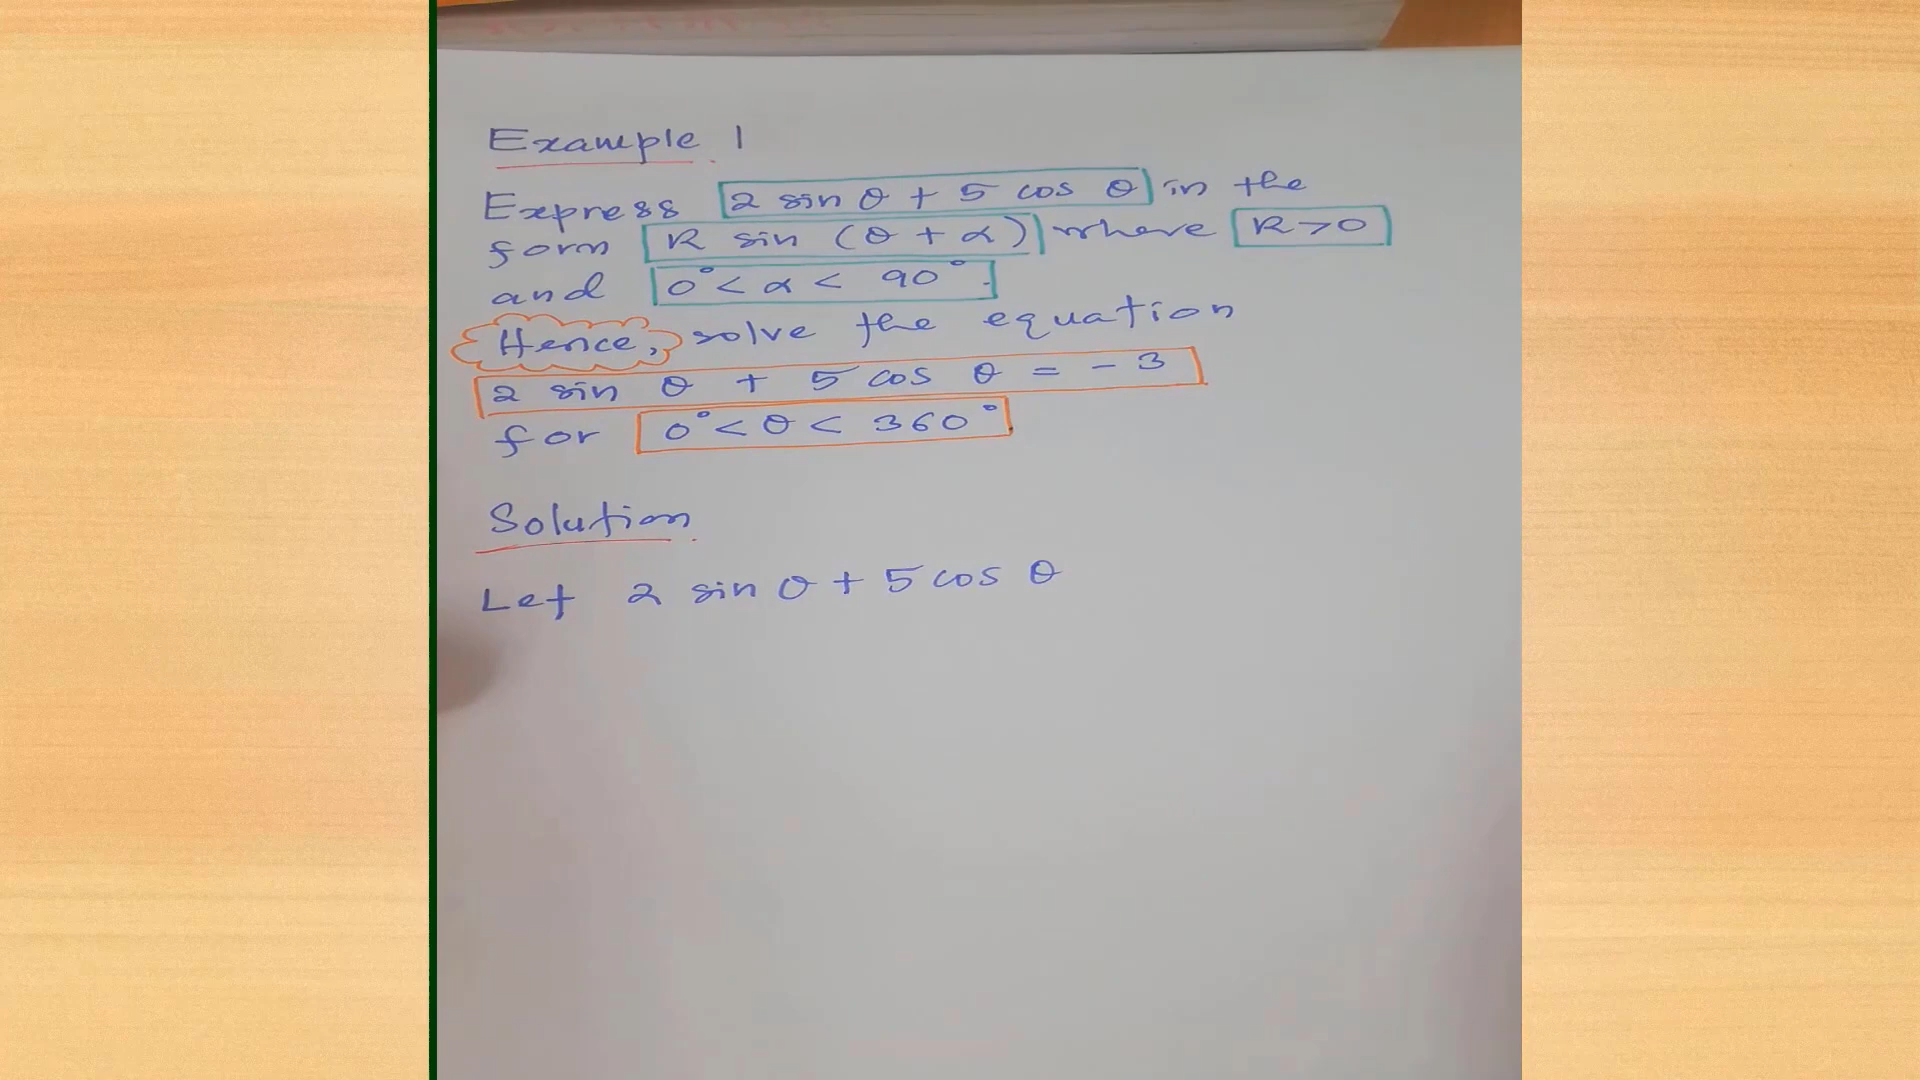 Example 1
Express 2 sin θ + 5 cos θ in the
form R sin (θ + α) where R>0
and 0°< α < 90°.
Hence, solve the equation
2 sin θ + 5 cos θ = - 3
for 0°< θ < 360°
Solution
Let 2 sin θ + 5 cos θ